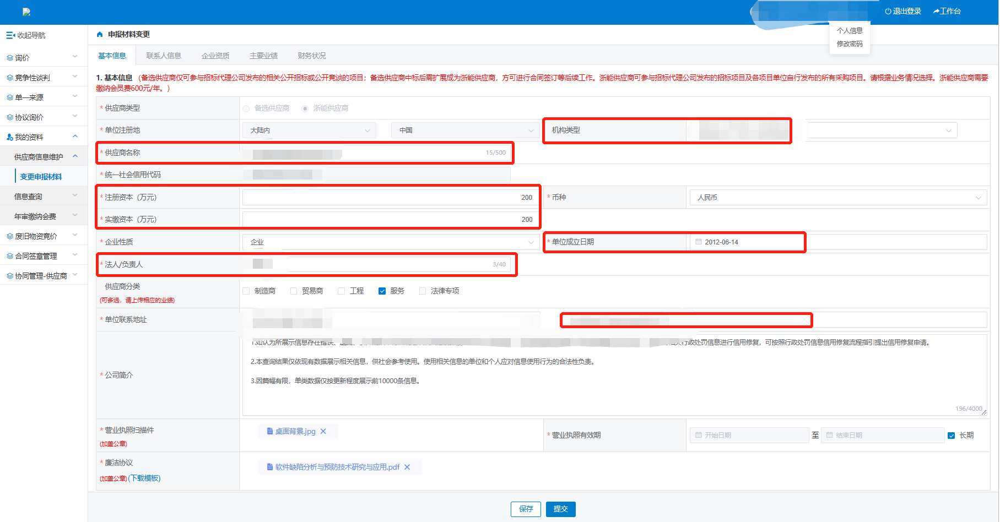 退出登录
工作台
个人信息
修改密码
收起导航
询价
竞争性谈判
单一来源
协议询价
我的资料
供应商信息维护
变更申报材料
信息查询
年审缴纳会费
废旧物资竞价
合同签章管理
协同管理-供应商
申报材料变更
基本信息
联系人信息
企业资质
主要业绩
财务状况
1. 基本信息 （备选供应商仅可参与招标代理公司发布的相关公开招标或公开竞谈的项目；备选供应商中标后需扩展成为浙能供应商，方可进行合同签订等后续工作。浙能供应商可参与招标代理公司发布的招标项目及各项目单位自行发布的所有采购项目。请根据业务情况选择。浙能供应商需要
缴纳会员费600元/年。）
* 供应商类型
备选供应商
浙能供应商
* 单位注册地
大陆内
中国
机构类型
* 供应商名称
15/500
* 统一社会信用代码
* 注册资本（万元）
200
* 币种
人民币
* 实缴资本（万元）
200
* 企业性质
企业
* 单位成立日期
2012-06-14
* 法人/负责人
3/40
供应商分类
(可多选，请上传相应的业绩)
制造商
贸易商
工程
服务
法律专项
* 单位联系地址
* 公司简介
1.如认为所展示信息存在错误、行政处罚信息进行信用修复，可按照行政处罚信息信用修复流程指引提出信用修复申请。
2.本查询结果仅依现有数据展示相关信息，供社会参考使用。使用相关信息的单位和个人应对信息使用行为的合法性负责。
3.因篇幅有限，单类数据仅按更新程度展示前10000条信息。
196/4000
* 营业执照扫描件
(加盖公章)
桌面背景.jpg
* 营业执照有效期
开始日期
至
结束日期
长期
* 廉洁协议
(加盖公章)(下载模板)
软件缺陷分析与预防技术研究与应用.pdf
保存
提交